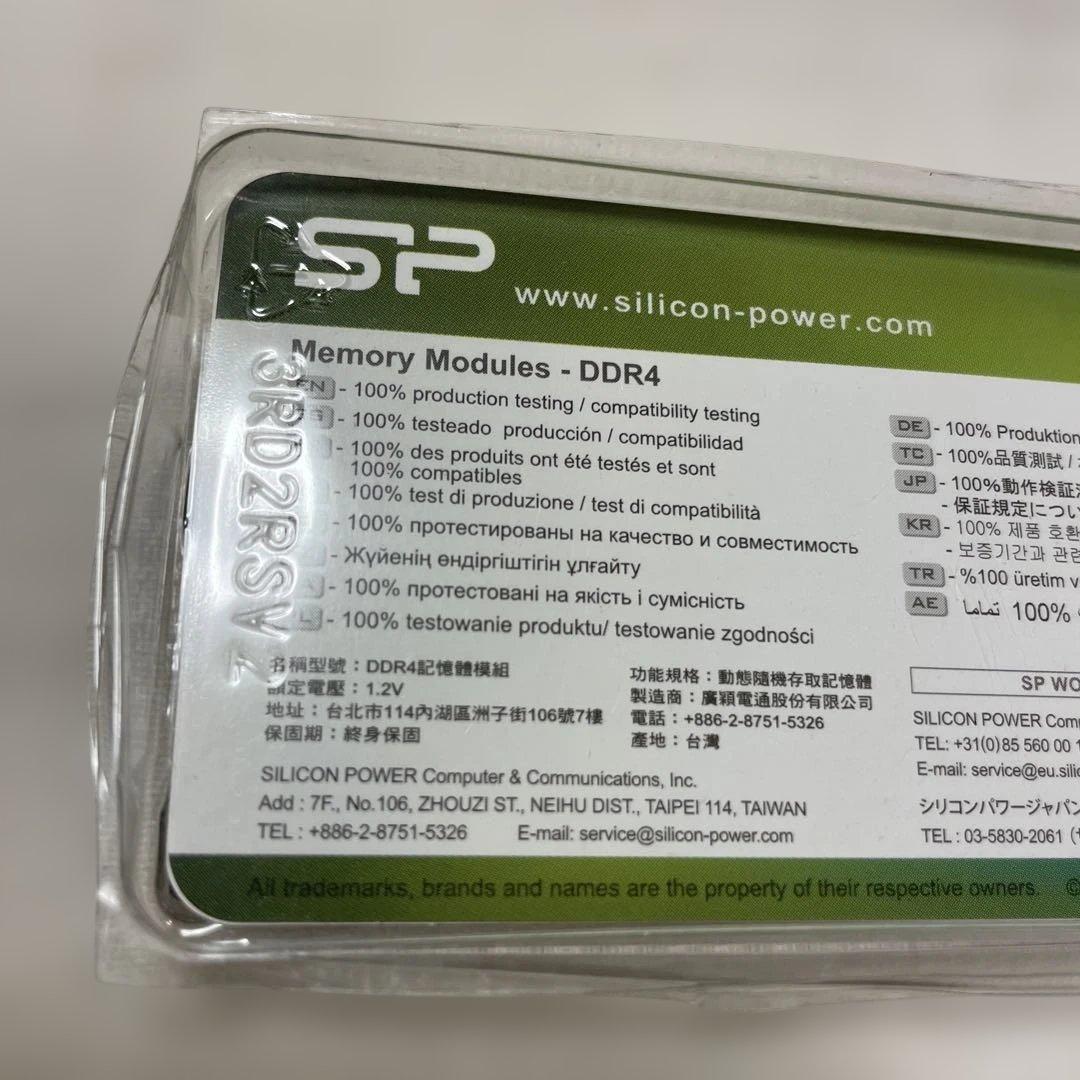 SP
www.silicon-power.com
Memory Modules - DDR4
EN - 100% production testing / compatibility testing
- 100% testeado producción / compatibilidad
- 100% des produits ont été testés et sont
100% compatibles
- 100% test di produzione / test di compatibilità
- 100% протестированы на качество и совместимость
- Жүйенің өндіргіштігін ұлғайту
- 100% протестовані на якість і сумісність
- 100% testowanie produktu/ testowanie zgodności
DE - 100% Produktion
TC - 100%品質測試 /
JP - 100%動作検証済
- 保証規定につい
KR - 100% 제품 호환
- 보증기간과 관련
TR - %100 üretim v
AE تماما 100%
3RD2RSV
名稱型號：DDR4記憶體模組
額定電壓：1.2V
地址：台北市114內湖區洲子街106號7樓
保固期：終身保固
功能規格：動態隨機存取記憶體
製造商：廣穎電通股份有限公司
電話：+886-2-8751-5326
產地：台灣
SILICON POWER Computer & Communications, Inc.
Add : 7F., No.106, ZHOUZI ST., NEIHU DIST., TAIPEI 114, TAIWAN
TEL : +886-2-8751-5326 E-mail: service@silicon-power.com
SP WO
SILICON POWER Comp
TEL: +31(0)85 560 00 1
E-mail: service@eu.silic
シリコンパワージャパン
TEL : 03-5830-2061
All trademarks, brands and names are the property of their respective owners. ©